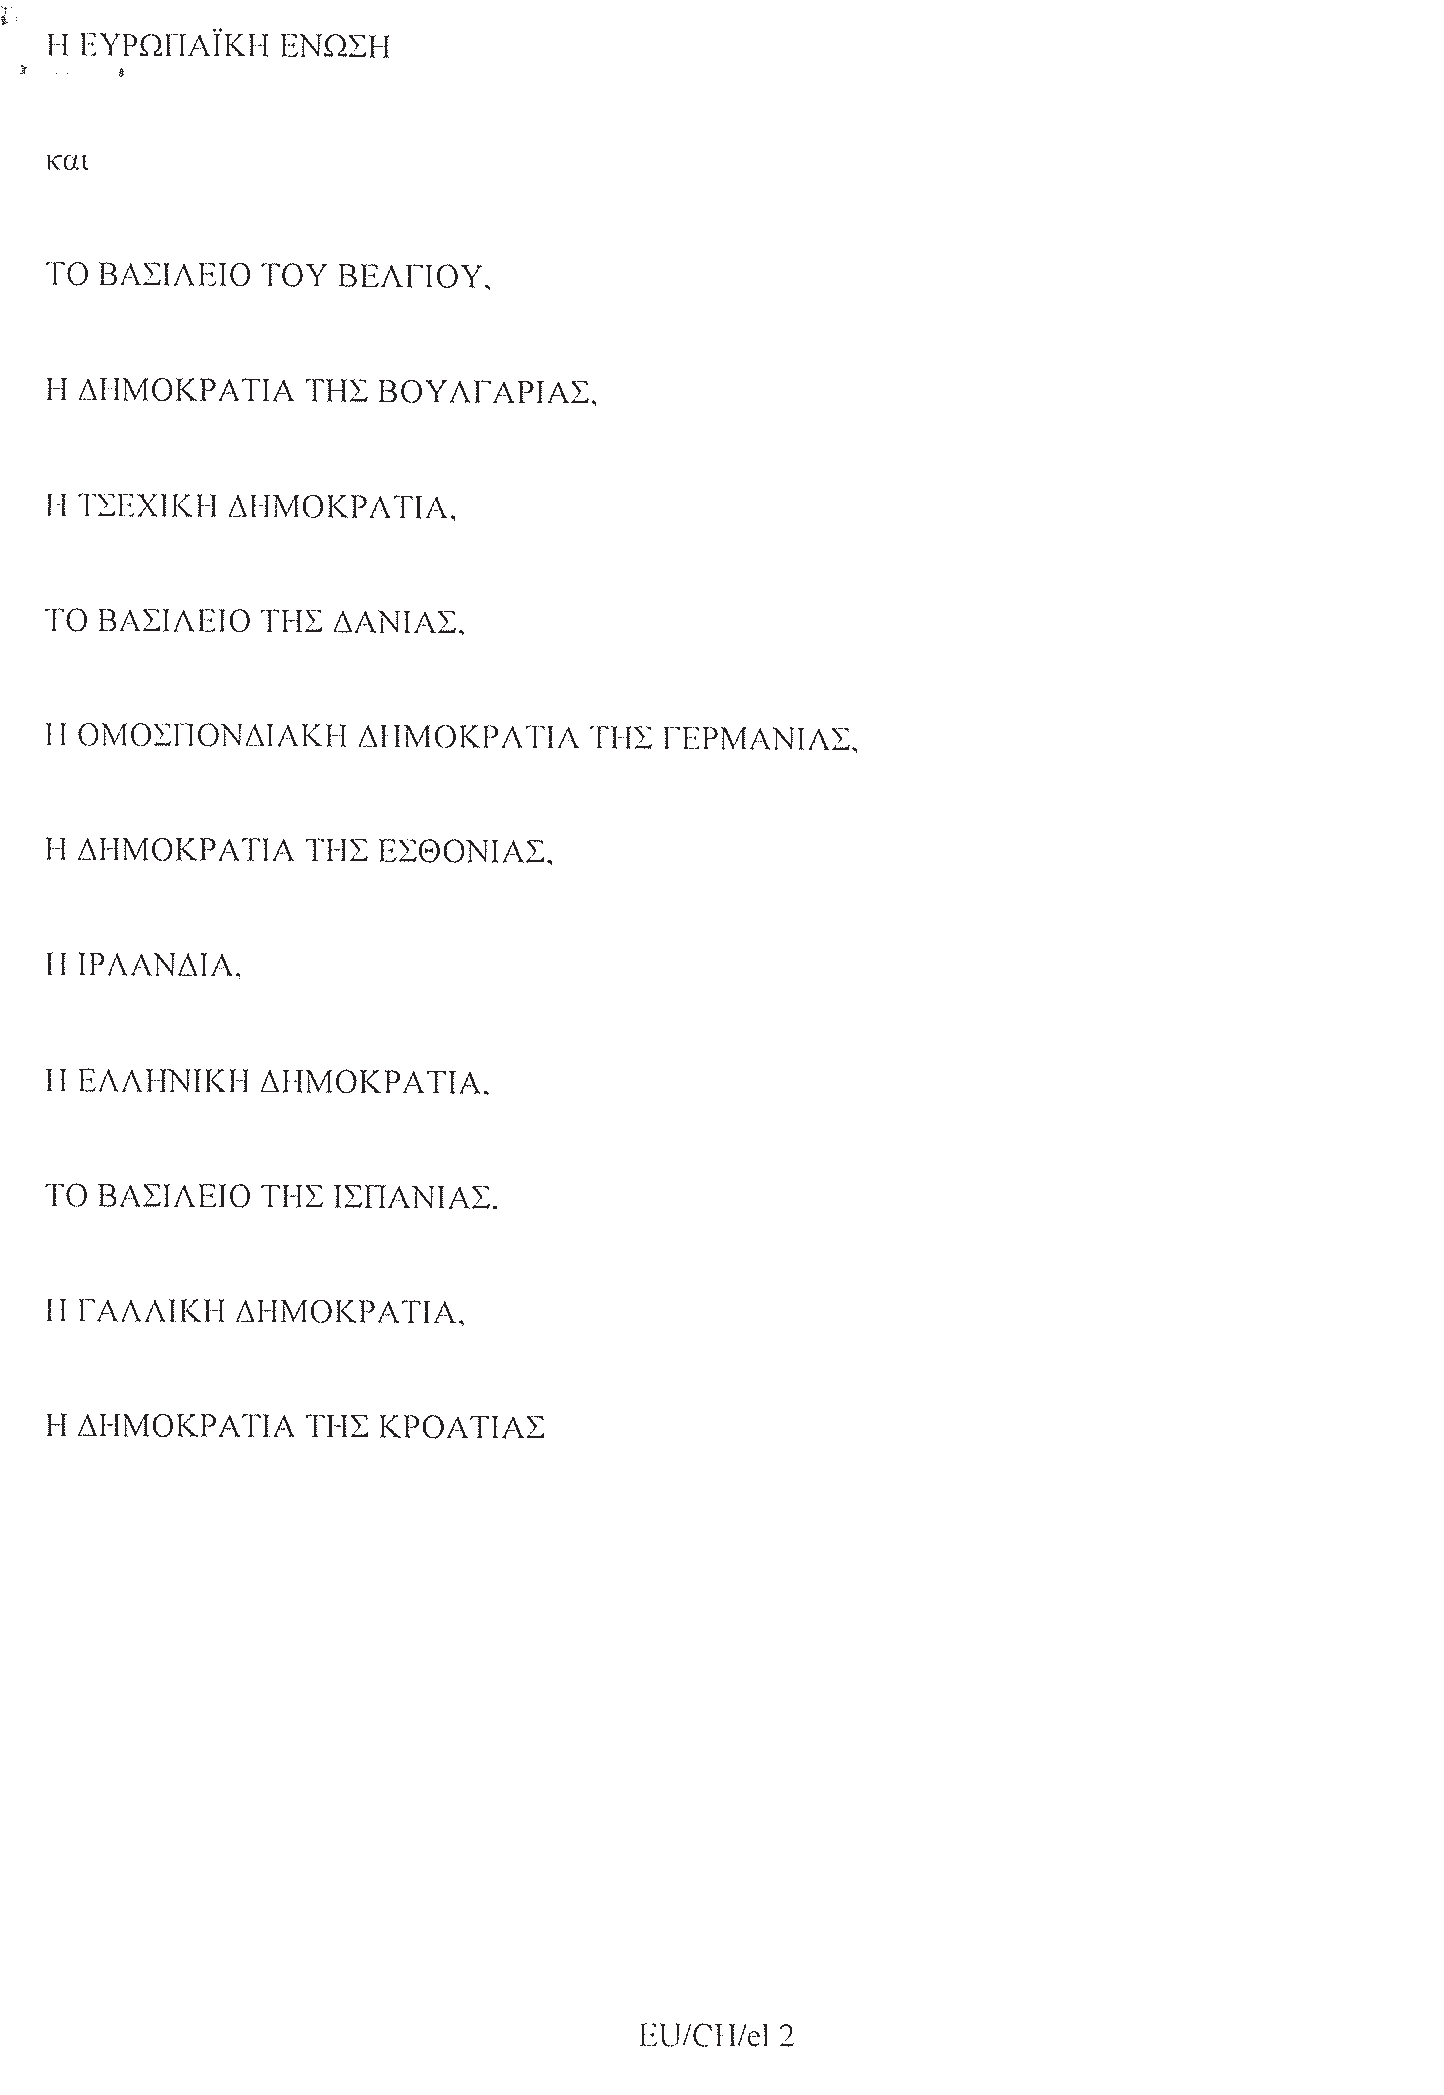 Η ΕΥΡΩΠΑΪΚΗ ΕΝΩΣΗ
και
ΤΟ ΒΑΣΙΛΕΙΟ ΤΟΥ ΒΕΛΓΙΟΥ,
Η ΔΗΜΟΚΡΑΤΙΑ ΤΗΣ ΒΟΥΛΓΑΡΙΑΣ,
Η ΤΣΕΧΙΚΗ ΔΗΜΟΚΡΑΤΙΑ,
ΤΟ ΒΑΣΙΛΕΙΟ ΤΗΣ ΔΑΝΙΑΣ,
Η ΟΜΟΣΠΟΝΔΙΑΚΗ ΔΗΜΟΚΡΑΤΙΑ ΤΗΣ ΓΕΡΜΑΝΙΑΣ,
Η ΔΗΜΟΚΡΑΤΙΑ ΤΗΣ ΕΣΘΟΝΙΑΣ,
Η ΙΡΛΑΝΔΙΑ,
Η ΕΛΛΗΝΙΚΗ ΔΗΜΟΚΡΑΤΙΑ,
ΤΟ ΒΑΣΙΛΕΙΟ ΤΗΣ ΙΣΠΑΝΙΑΣ,
Η ΓΑΛΛΙΚΗ ΔΗΜΟΚΡΑΤΙΑ,
Η ΔΗΜΟΚΡΑΤΙΑ ΤΗΣ ΚΡΟΑΤΙΑΣ
EU/CH/el 2